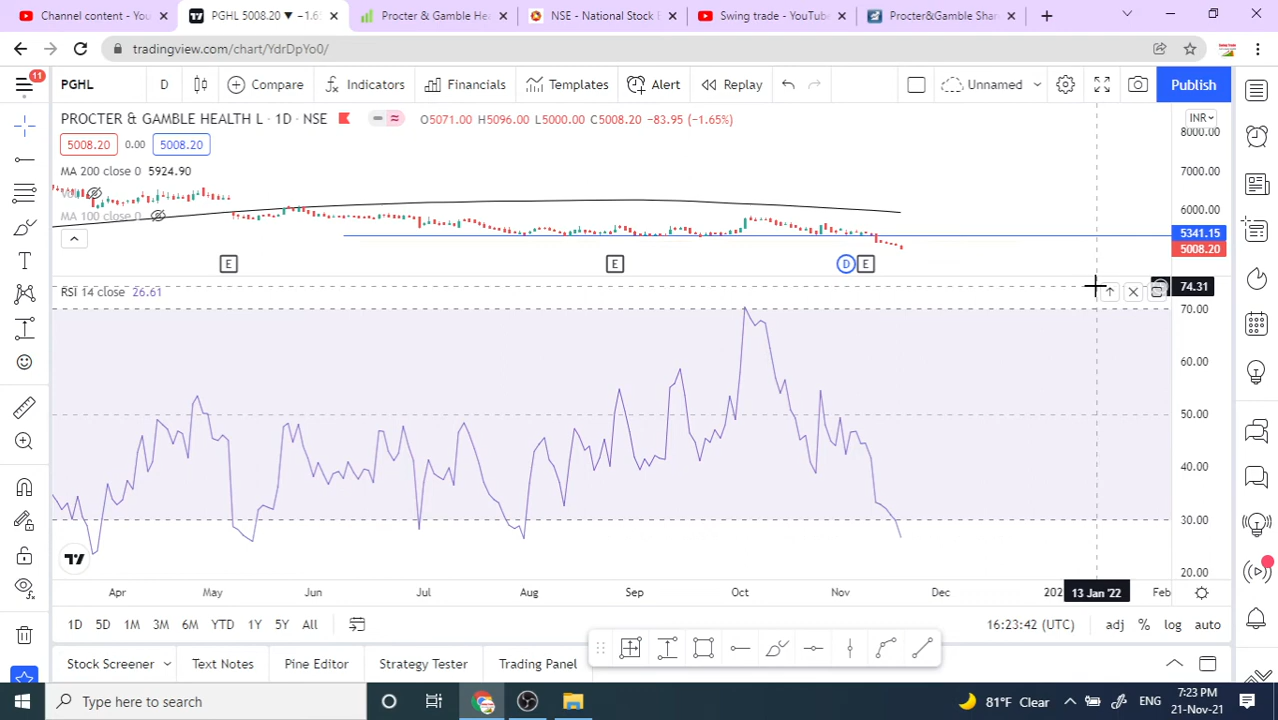 Channel content - You
PGHL 5008.20 ▼ −1.6
Procter & Gamble Hea
NSE - National Stock E
Swing trade - YouTube
Procter&Gamble Shar
tradingview.com/chart/YdrDpYo0/
11
PGHL
D
Compare
Indicators
Financials
Templates
Alert
Replay
Unnamed
Publish
PROCTER & GAMBLE HEALTH L · 1D · NSE
O5071.00 H5096.00 L5000.00 C5008.20 −83.95 (−1.65%)
INR
8000.00
5008.20
0.00
5008.20
MA 200 close 0 5924.90
7000.00
MA 100 close 0
6000.00
5341.15
5008.20
E
E
D
E
RSI 14 close 26.61
74.31
70.00
60.00
50.00
40.00
30.00
20.00
Apr
May
Jun
Jul
Aug
Sep
Oct
Nov
Dec
202
13 Jan '22
Feb
1D
5D
1M
3M
6M
YTD
1Y
5Y
All
16:23:42 (UTC)
adj
%
log
auto
Stock Screener
Text Notes
Pine Editor
Strategy Tester
Trading Panel
Type here to search
81°F Clear
ENG
7:23 PM
21-Nov-21